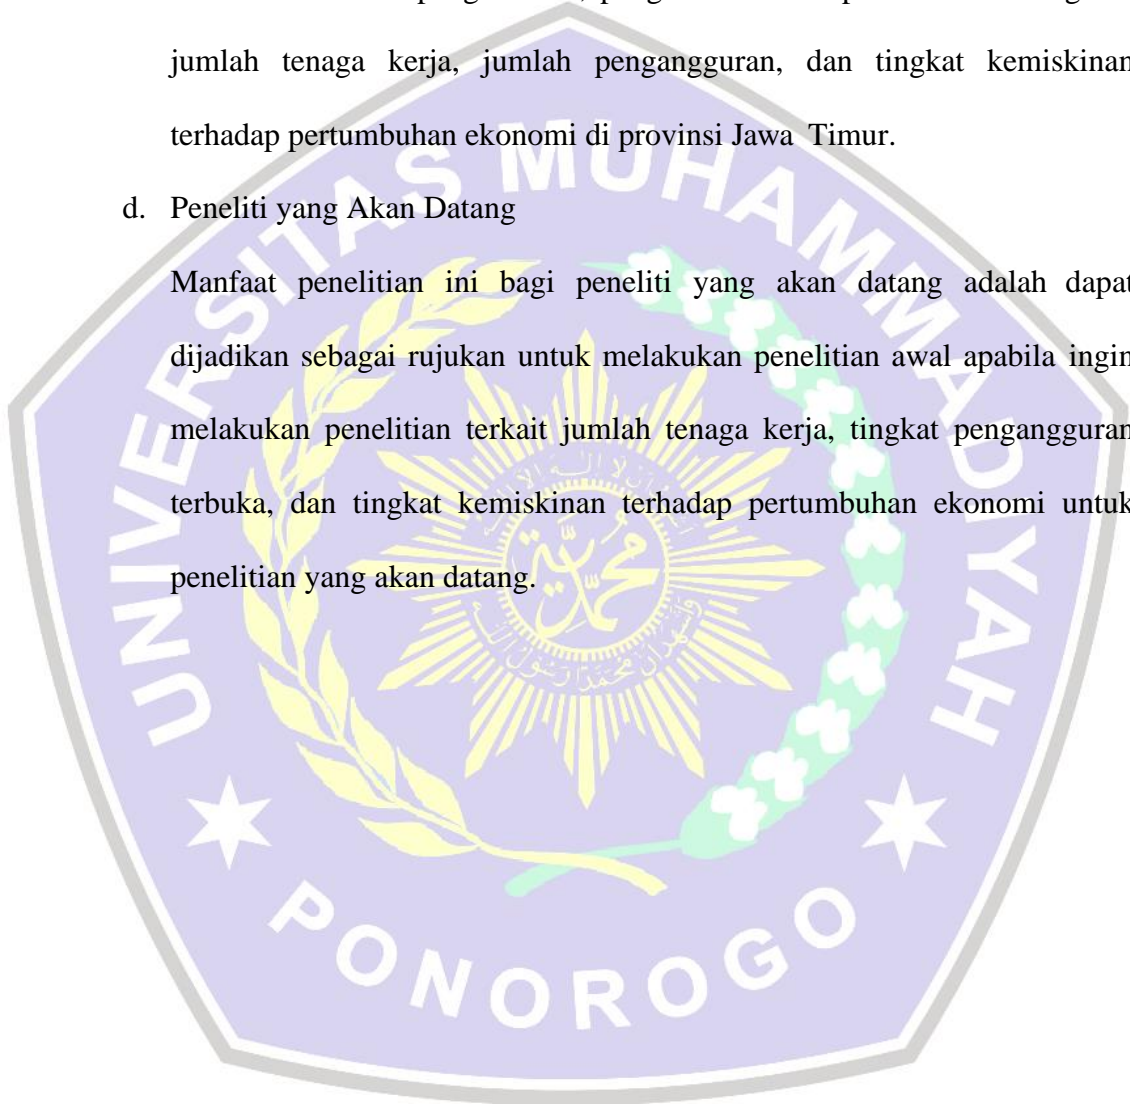 jumlah tenaga kerja, jumlah pengangguran, dan tingkat kemiskinan
terhadap pertumbuhan ekonomi di provinsi Jawa Timur.
d. Peneliti yang Akan Datang
Manfaat penelitian ini bagi peneliti yang akan datang adalah dapat
dijadikan sebagai rujukan untuk melakukan penelitian awal apabila ingin
melakukan penelitian terkait jumlah tenaga kerja, tingkat pengangguran
terbuka, dan tingkat kemiskinan terhadap pertumbuhan ekonomi untuk
penelitian yang akan datang.
UNIVERSITAS MUHAMMADIYAH
PONOROGO
محمدية